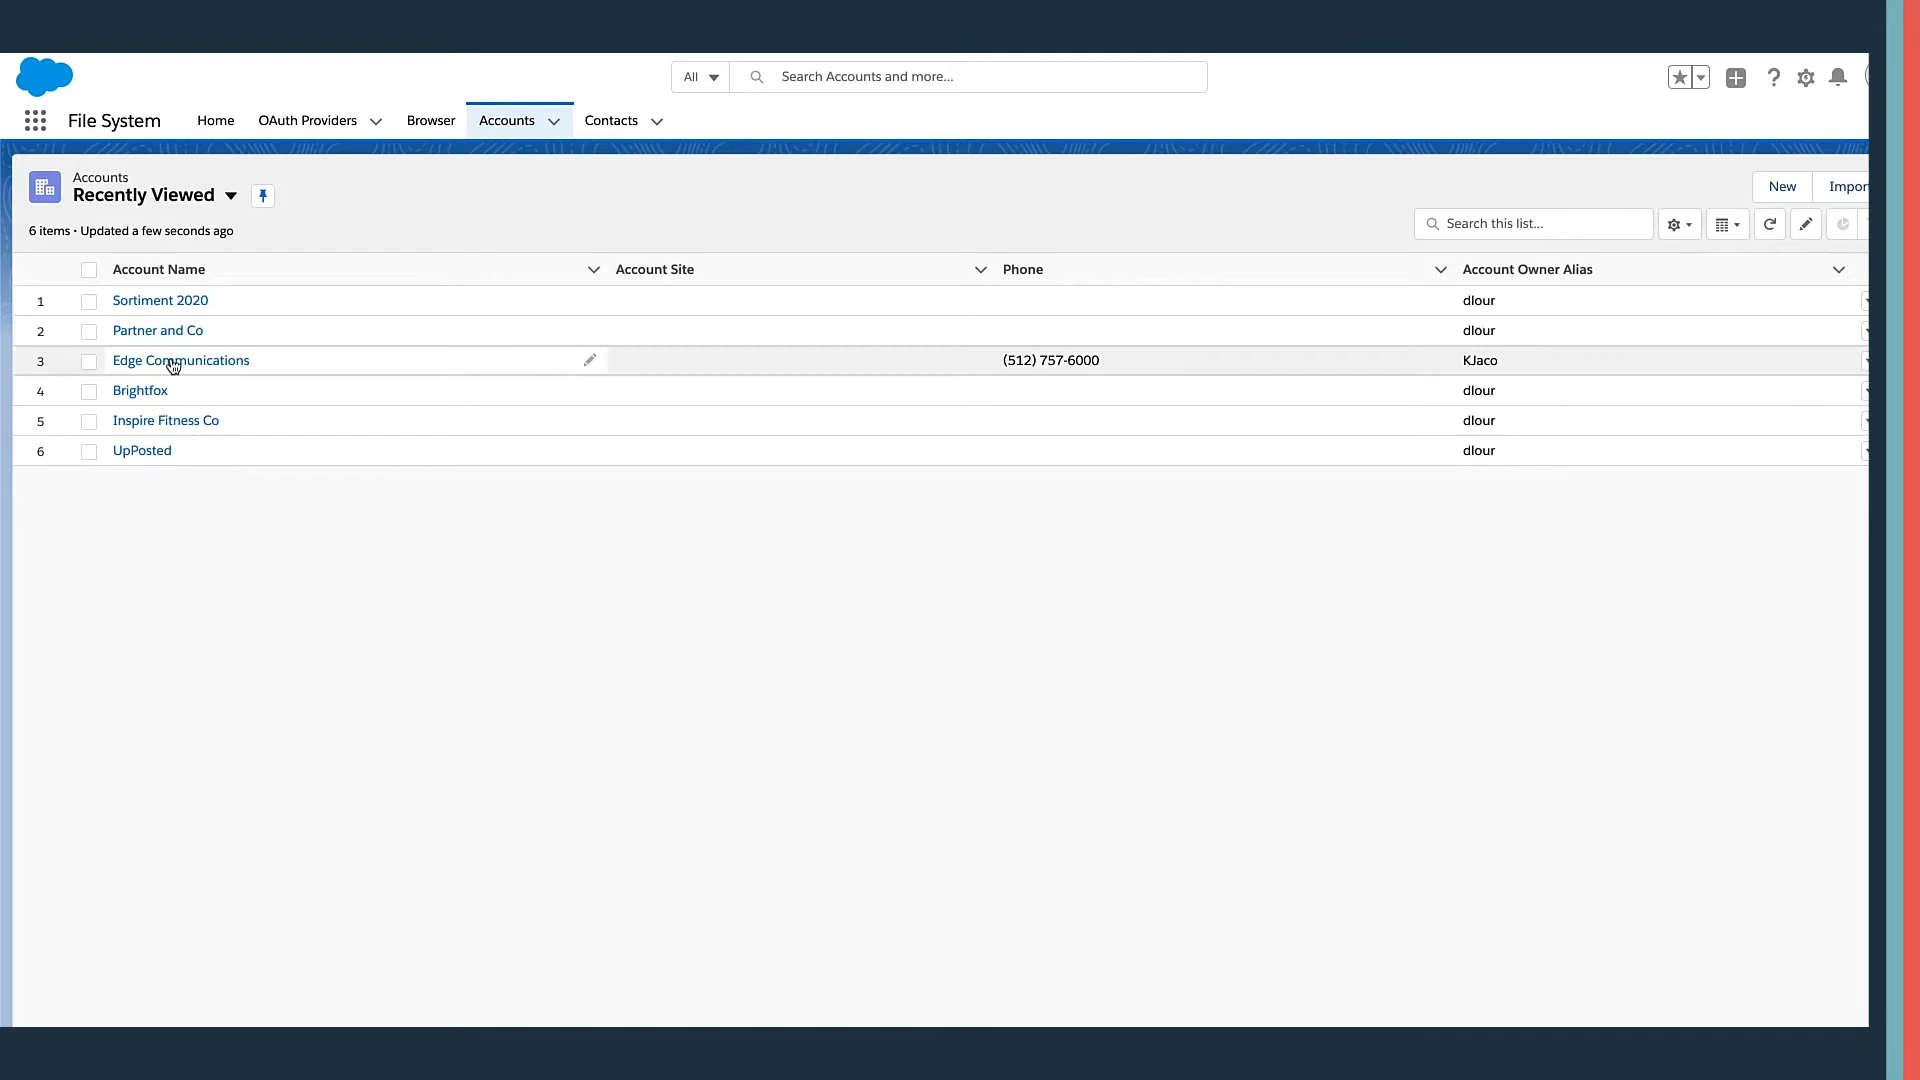 All
Search Accounts and more...
File System
Home
OAuth Providers
Browser
Accounts
Contacts
Accounts
Recently Viewed
New
Impor
6 items • Updated a few seconds ago
Search this list...
Account Name
Account Site
Phone
Account Owner Alias
1 Sortiment 2020 dlour
2 Partner and Co dlour
3 Edge Communications (512) 757-6000 KJaco
4 Brightfox dlour
5 Inspire Fitness Co dlour
6 UpPosted dlour